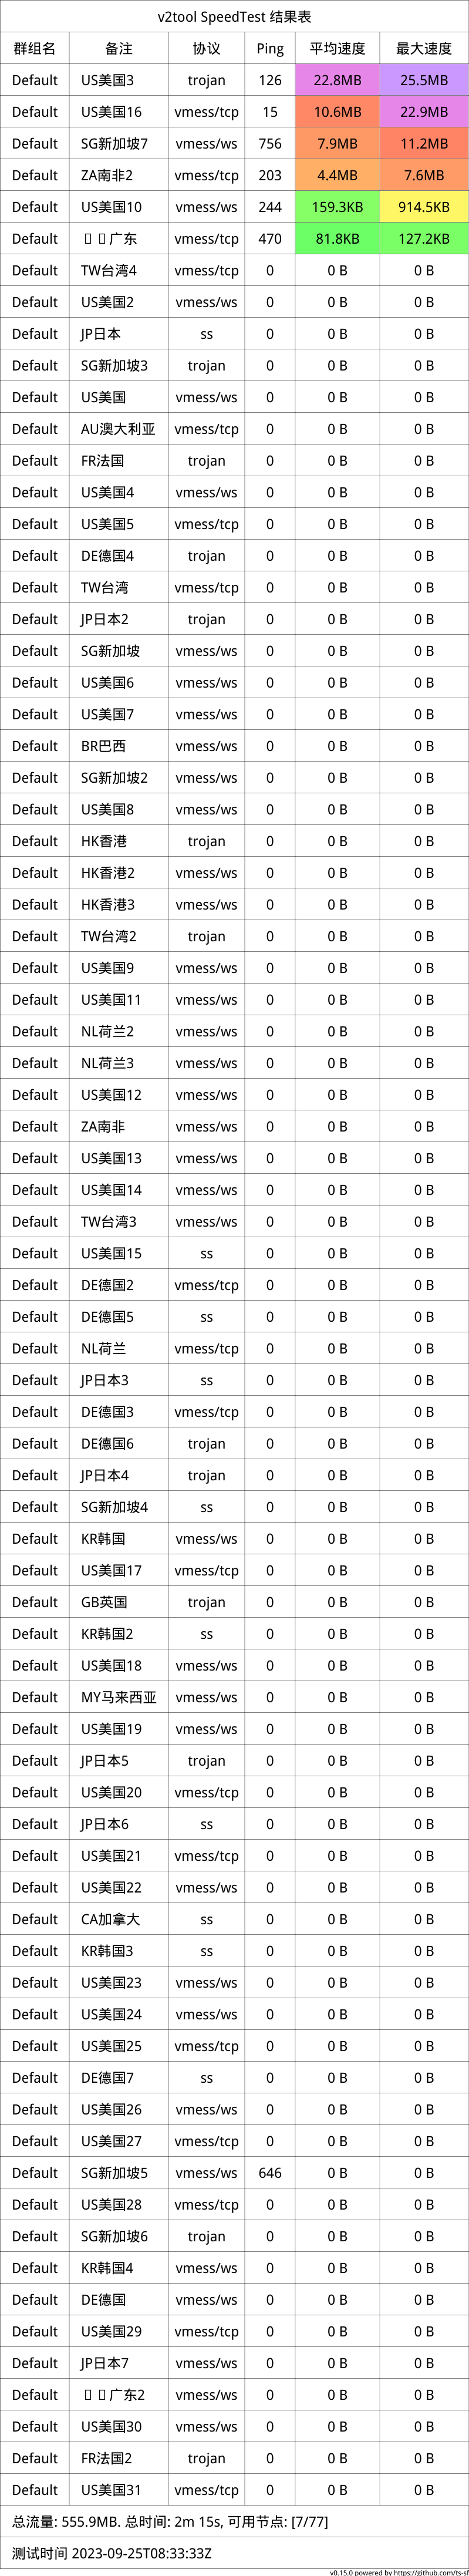 v2tool SpeedTest 结果表
群组名 备注 协议 Ping 平均速度 最大速度
Default US美国3 trojan 126 22.8MB 25.5MB
Default US美国16 vmess/tcp 15 10.6MB 22.9MB
Default SG新加坡7 vmess/ws 756 7.9MB 11.2MB
Default ZA南非2 vmess/tcp 203 4.4MB 7.6MB
Default US美国10 vmess/ws 244 159.3KB 914.5KB
Default 广东 vmess/tcp 470 81.8KB 127.2KB
Default TW台湾4 vmess/tcp 0 0 B 0 B
Default US美国2 vmess/ws 0 0 B 0 B
Default JP日本 ss 0 0 B 0 B
Default SG新加坡3 trojan 0 0 B 0 B
Default US美国 vmess/ws 0 0 B 0 B
Default AU澳大利亚 vmess/tcp 0 0 B 0 B
Default FR法国 trojan 0 0 B 0 B
Default US美国4 vmess/ws 0 0 B 0 B
Default US美国5 vmess/tcp 0 0 B 0 B
Default DE德国4 trojan 0 0 B 0 B
Default TW台湾 vmess/tcp 0 0 B 0 B
Default JP日本2 trojan 0 0 B 0 B
Default SG新加坡 vmess/ws 0 0 B 0 B
Default US美国6 vmess/ws 0 0 B 0 B
Default US美国7 vmess/ws 0 0 B 0 B
Default BR巴西 vmess/ws 0 0 B 0 B
Default SG新加坡2 vmess/ws 0 0 B 0 B
Default US美国8 vmess/ws 0 0 B 0 B
Default HK香港 trojan 0 0 B 0 B
Default HK香港2 vmess/ws 0 0 B 0 B
Default HK香港3 vmess/ws 0 0 B 0 B
Default TW台湾2 trojan 0 0 B 0 B
Default US美国9 vmess/ws 0 0 B 0 B
Default US美国11 vmess/ws 0 0 B 0 B
Default NL荷兰2 vmess/ws 0 0 B 0 B
Default NL荷兰3 vmess/ws 0 0 B 0 B
Default US美国12 vmess/ws 0 0 B 0 B
Default ZA南非 vmess/ws 0 0 B 0 B
Default US美国13 vmess/ws 0 0 B 0 B
Default US美国14 vmess/ws 0 0 B 0 B
Default TW台湾3 vmess/ws 0 0 B 0 B
Default US美国15 ss 0 0 B 0 B
Default DE德国2 vmess/tcp 0 0 B 0 B
Default DE德国5 ss 0 0 B 0 B
Default NL荷兰 vmess/tcp 0 0 B 0 B
Default JP日本3 ss 0 0 B 0 B
Default DE德国3 vmess/tcp 0 0 B 0 B
Default DE德国6 trojan 0 0 B 0 B
Default JP日本4 trojan 0 0 B 0 B
Default SG新加坡4 ss 0 0 B 0 B
Default KR韩国 vmess/ws 0 0 B 0 B
Default US美国17 vmess/tcp 0 0 B 0 B
Default GB英国 trojan 0 0 B 0 B
Default KR韩国2 ss 0 0 B 0 B
Default US美国18 vmess/ws 0 0 B 0 B
Default MY马来西亚 vmess/ws 0 0 B 0 B
Default US美国19 vmess/ws 0 0 B 0 B
Default JP日本5 trojan 0 0 B 0 B
Default US美国20 vmess/tcp 0 0 B 0 B
Default JP日本6 ss 0 0 B 0 B
Default US美国21 vmess/tcp 0 0 B 0 B
Default US美国22 vmess/ws 0 0 B 0 B
Default CA加拿大 ss 0 0 B 0 B
Default KR韩国3 ss 0 0 B 0 B
Default US美国23 vmess/ws 0 0 B 0 B
Default US美国24 vmess/ws 0 0 B 0 B
Default US美国25 vmess/tcp 0 0 B 0 B
Default DE德国7 ss 0 0 B 0 B
Default US美国26 vmess/ws 0 0 B 0 B
Default US美国27 vmess/tcp 0 0 B 0 B
Default SG新加坡5 vmess/ws 646 0 B 0 B
Default US美国28 vmess/tcp 0 0 B 0 B
Default SG新加坡6 trojan 0 0 B 0 B
Default KR韩国4 vmess/ws 0 0 B 0 B
Default DE德国 vmess/ws 0 0 B 0 B
Default US美国29 vmess/tcp 0 0 B 0 B
Default JP日本7 vmess/ws 0 0 B 0 B
Default 广东2 vmess/ws 0 0 B 0 B
Default US美国30 vmess/ws 0 0 B 0 B
Default FR法国2 trojan 0 0 B 0 B
Default US美国31 vmess/tcp 0 0 B 0 B
总流量: 555.9MB. 总时间: 2m 15s, 可用节点: [7/77]
测试时间 2023-09-25T08:33:33Z
v0.15.0 powered by https://github.com/ts-sf